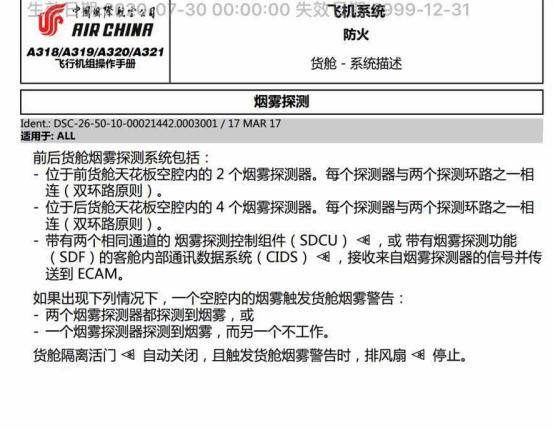 生效日期 2020-07-30 00:00:00 失效 999-12-31
中国国际航空公司
AIR CHINA
A318/A319/A320/A321
飞行机组操作手册
飞机系统
防火
货舱 - 系统描述
烟雾探测
Ident.: DSC-26-50-10-00021442.0003001 / 17 MAR 17
适用于: ALL
前后货舱烟雾探测系统包括：
- 位于前货舱天花板空腔内的 2 个烟雾探测器。每个探测器与两个探测环路之一相
连（双环路原则）。
- 位于后货舱天花板空腔内的 4 个烟雾探测器。每个探测器与两个探测环路之一相
连（双环路原则）。
- 带有两个相同通道的 烟雾探测控制组件（SDCU）⊲ ，或 带有烟雾探测功能
（SDF）的客舱内部通讯数据系统（CIDS）⊲ ，接收来自烟雾探测器的信号并传
送到 ECAM。
如果出现下列情况下，一个空腔内的烟雾触发货舱烟雾警告：
- 两个烟雾探测器都探测到烟雾，或
- 一个烟雾探测器探测到烟雾，而另一个不工作。
货舱隔离活门 ⊲ 自动关闭，且触发货舱烟雾警告时，排风扇 ⊲ 停止。